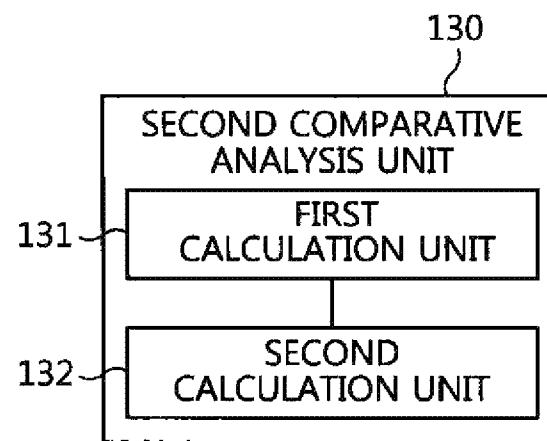 130
SECOND COMPARATIVE
ANALYSIS UNIT
131
FIRST
CALCULATION UNIT
132
SECOND
CALCULATION UNIT